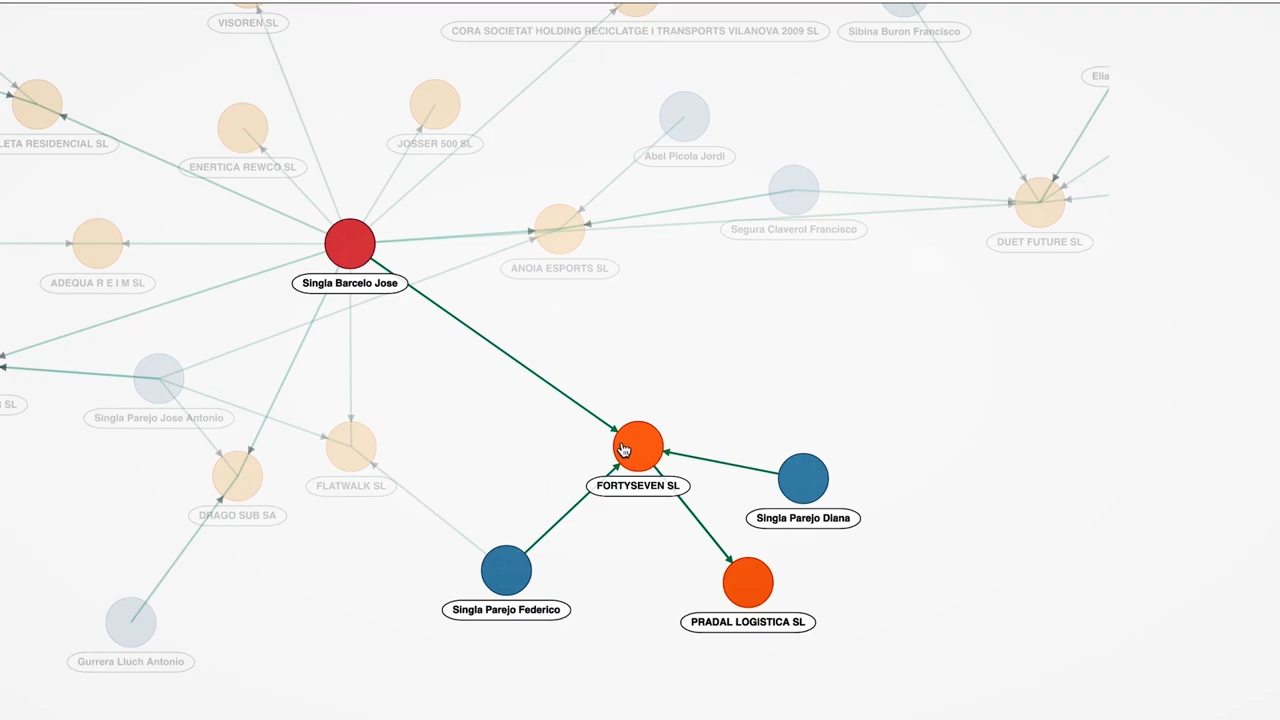 VISOREN SL
CORA SOCIETAT HOLDING RECICLATGE I TRANSPORTS VILANOVA 2009 SL
Sibina Buron Francisco
Elia
LETA RESIDENCIAL SL
ENERTICA REWCO SL
JOSSER 500 SL
Abel Picola Jordi
Segura Claverol Francisco
DUET FUTURE SL
ADEQUA R E I M SL
Singla Barcelo Jose
ANOIA ESPORTS SL
SL
Singla Parejo Jose Antonio
FLATWALK SL
FORTYSEVEN SL
DRAGO SUB SA
Singla Parejo Diana
Singla Parejo Federico
PRADAL LOGISTICA SL
Gurrera Lluch Antonio